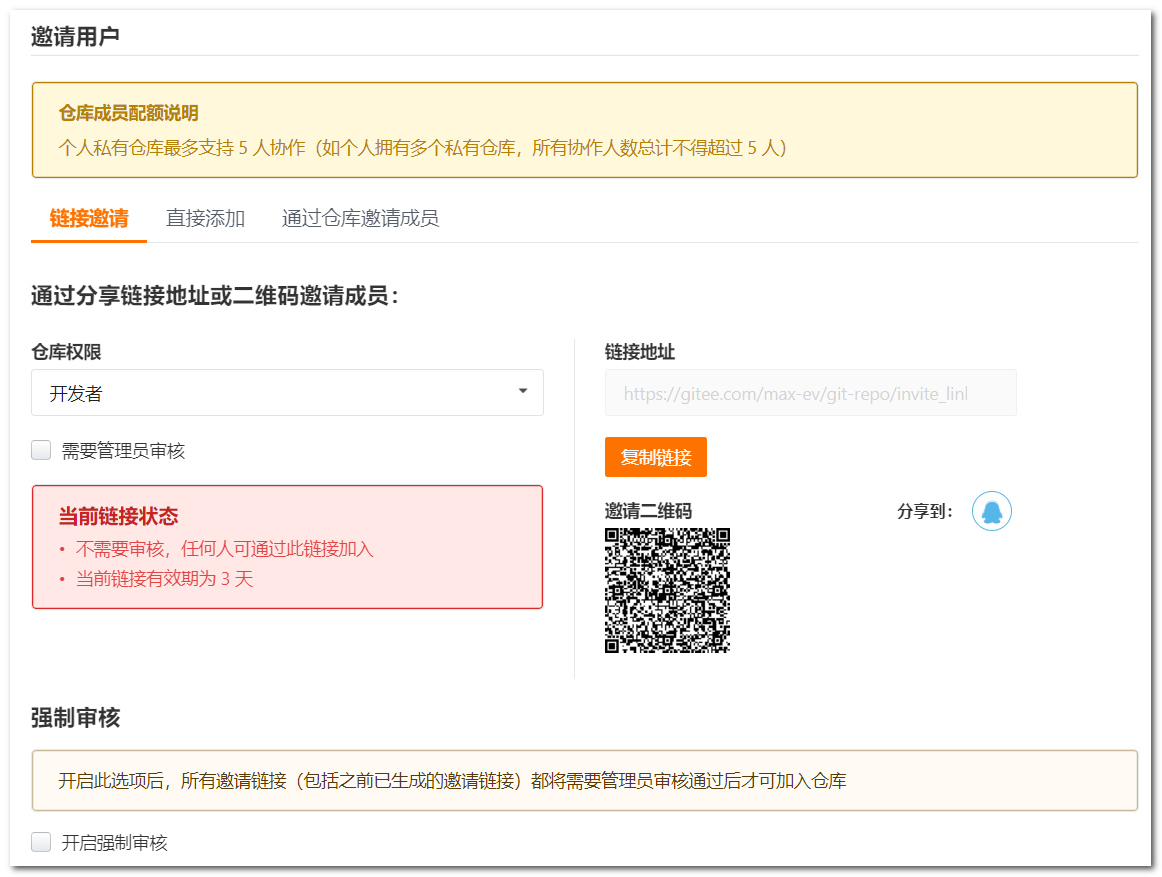 邀请用户
仓库成员配额说明
个人私有仓库最多支持 5 人协作（如个人拥有多个私有仓库，所有协作人数总计不得超过 5 人）
链接邀请 直接添加 通过仓库邀请成员
通过分享链接地址或二维码邀请成员：
仓库权限
开发者
需要管理员审核
当前链接状态
• 不需要审核，任何人可通过此链接加入
• 当前链接有效期为 3 天
链接地址
https://gitee.com/max-ev/git-repo/invite_linl
复制链接
邀请二维码 分享到：
强制审核
开启此选项后，所有邀请链接（包括之前已生成的邀请链接）都将需要管理员审核通过后才可加入仓库
开启强制审核